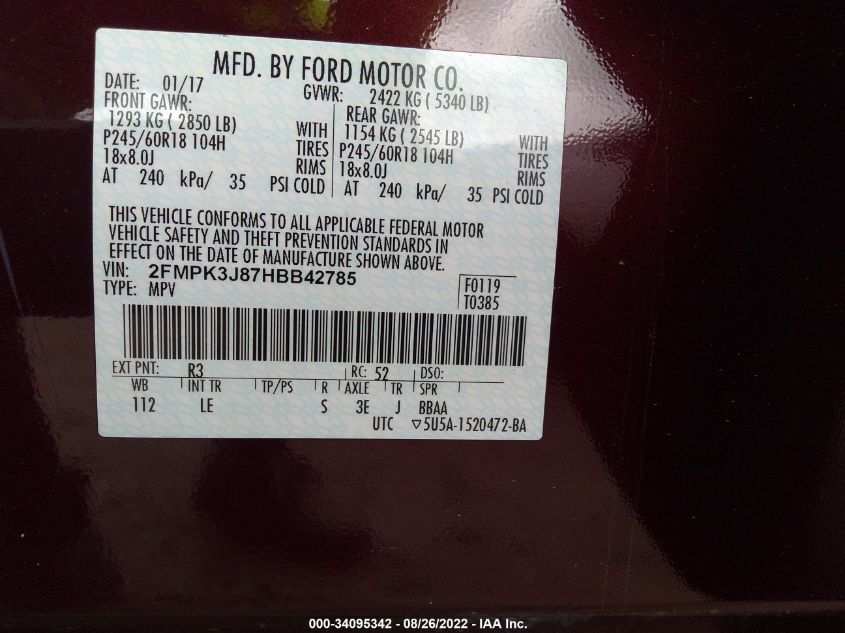 MFD. BY FORD MOTOR CO.
DATE: 01/17 GVWR: 2422 KG ( 5340 LB)
FRONT GAWR: REAR GAWR:
1293 KG ( 2850 LB) WITH 1154 KG ( 2545 LB) WITH
P245/60R18 104H TIRES P245/60R18 104H TIRES
18x8.0J RIMS 18x8.0J RIMS
AT 240 kPa/ 35 PSI COLD AT 240 kPa/ 35 PSI COLD
THIS VEHICLE CONFORMS TO ALL APPLICABLE FEDERAL MOTOR
VEHICLE SAFETY AND THEFT PREVENTION STANDARDS IN
EFFECT ON THE DATE OF MANUFACTURE SHOWN ABOVE.
VIN: 2FMPK3J87HBB42785
TYPE: MPV
F0119
T0385
EXT PNT: R3 RC: 52 DSO:
WB INT TR TP/PS R AXLE TR SPR
112 LE S 3E J BBAA
UTC ▽5U5A-1520472-BA
000-34095342 - 08/26/2022 - IAA Inc.